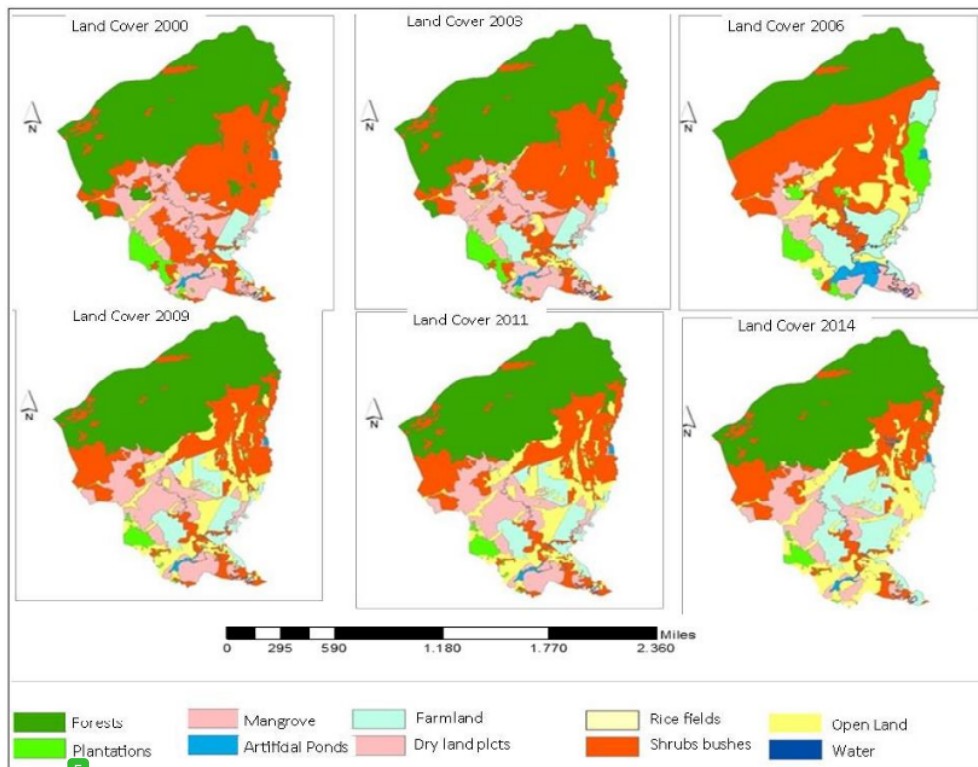 Land Cover 2000
Land Cover 2003
Land Cover 2006
N
N
N
Land Cover 2009
Land Cover 2011
Land Cover 2014
N
N
N
Miles
0 295 590 1.180 1.770 2.360
Forests
Mangrove
Farmland
Rice fields
Open Land
Plantations
Artificial Ponds
Dry land plcts
Shrubs bushes
Water